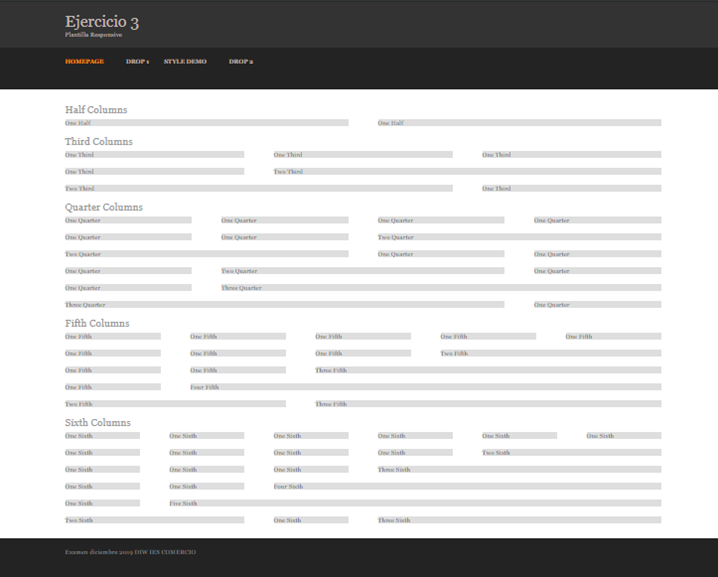 Ejercicio 3
Plantilla Responsive
HOMEPAGE DROP 1 STYLE DEMO DROP 2
Half Columns
One Half One Half
Third Columns
One Third One Third One Third
One Third Two Third
Two Third One Third
Quarter Columns
One Quarter One Quarter One Quarter One Quarter
One Quarter One Quarter Two Quarter
Two Quarter One Quarter One Quarter
One Quarter Two Quarter One Quarter
One Quarter Three Quarter
Three Quarter One Quarter
Fifth Columns
One Fifth One Fifth One Fifth One Fifth One Fifth
One Fifth One Fifth One Fifth Two Fifth
One Fifth One Fifth Three Fifth
One Fifth Four Fifth
Two Fifth Three Fifth
Sixth Columns
One Sixth One Sixth One Sixth One Sixth One Sixth One Sixth
One Sixth One Sixth One Sixth One Sixth Two Sixth
One Sixth One Sixth One Sixth Three Sixth
One Sixth One Sixth Four Sixth
One Sixth Five Sixth
Two Sixth One Sixth Three Sixth
Examen diciembre 2019 DIW IES COMERCIO